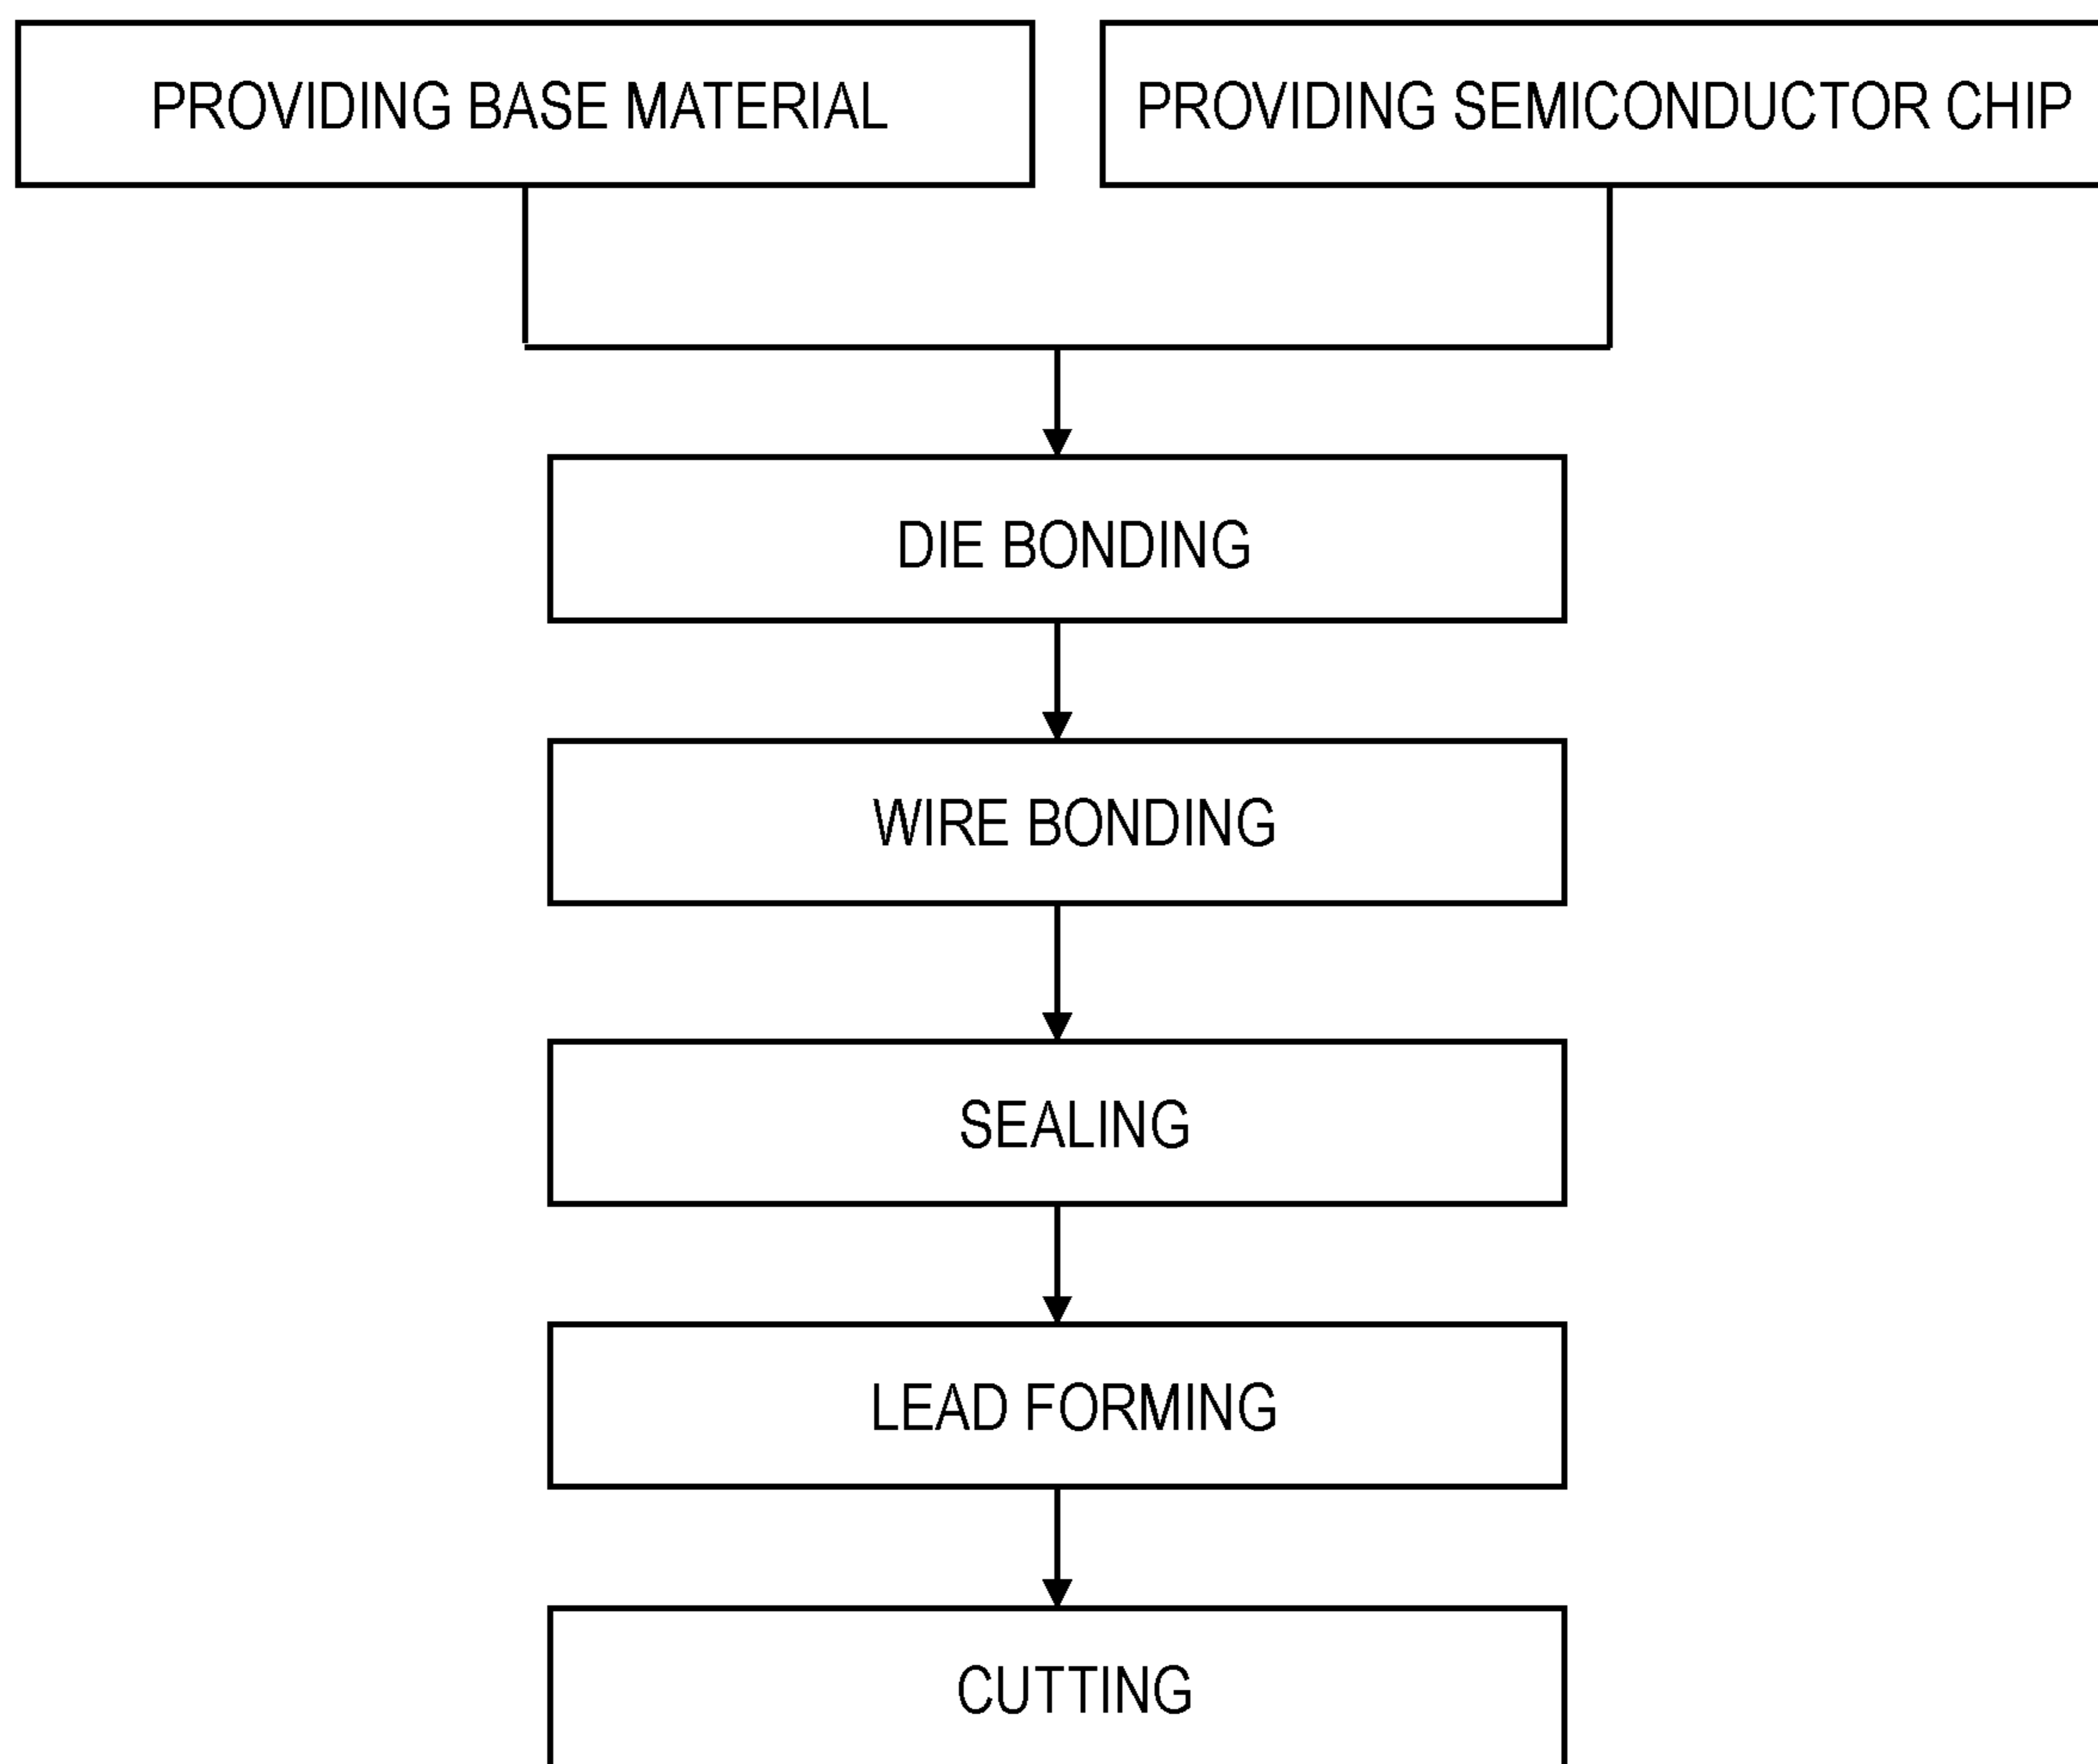 PROVIDING BASE MATERIAL
PROVIDING SEMICONDUCTOR CHIP
DIE BONDING
WIRE BONDING
SEALING
LEAD FORMING
CUTTING